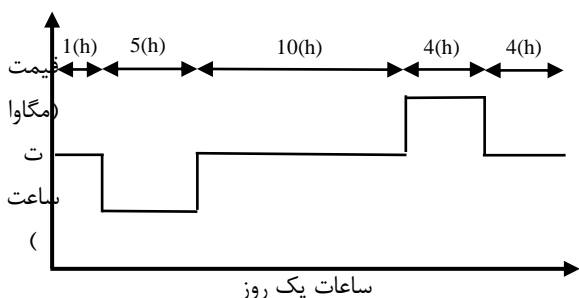 1(h) 5(h) 10(h) 4(h) 4(h)
قیمت
(مگاوا
ت
ساعت
)
ساعات یک روز